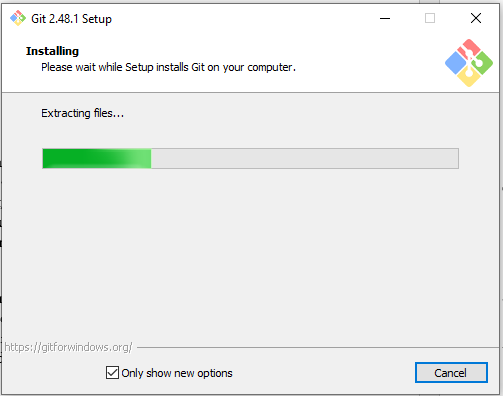 Git 2.48.1 Setup
Installing
Please wait while Setup installs Git on your computer.
Extracting files...
https://gitforwindows.org/
Only show new options
Cancel